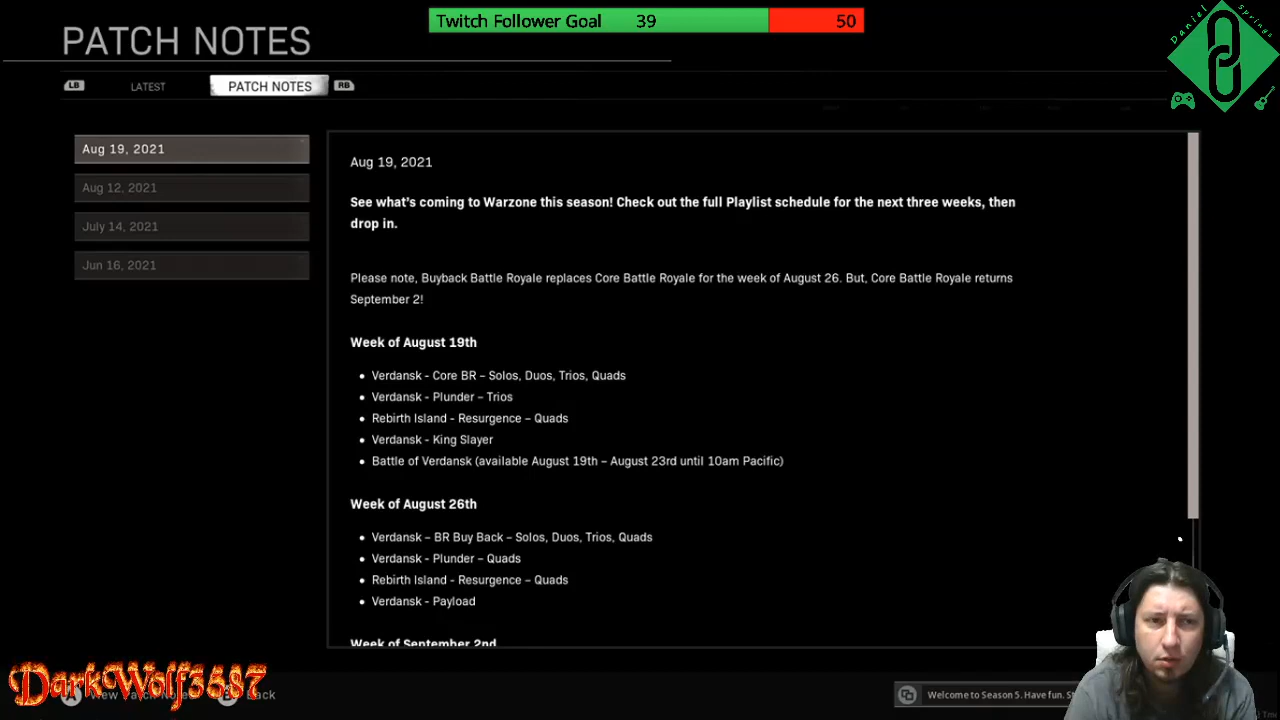 Twitch Follower Goal 39 50
PATCH NOTES
Daniel Springs
LB LATEST PATCH NOTES RB
Aug 19, 2021
Aug 12, 2021
July 14, 2021
Jun 16, 2021
Aug 19, 2021
See what's coming to Warzone this season! Check out the full Playlist schedule for the next three weeks, then
drop in.
Please note, Buyback Battle Royale replaces Core Battle Royale for the week of August 26. But, Core Battle Royale returns
September 2!
Week of August 19th
• Verdansk - Core BR – Solos, Duos, Trios, Quads
• Verdansk - Plunder – Trios
• Rebirth Island - Resurgence – Quads
• Verdansk - King Slayer
• Battle of Verdansk (available August 19th – August 23rd until 10am Pacific)
Week of August 26th
• Verdansk – BR Buy Back – Solos, Duos, Trios, Quads
• Verdansk - Plunder – Quads
• Rebirth Island - Resurgence – Quads
• Verdansk - Payload
Week of September 2nd
DarkWolf3687
Welcome to Season 5. Have fun.